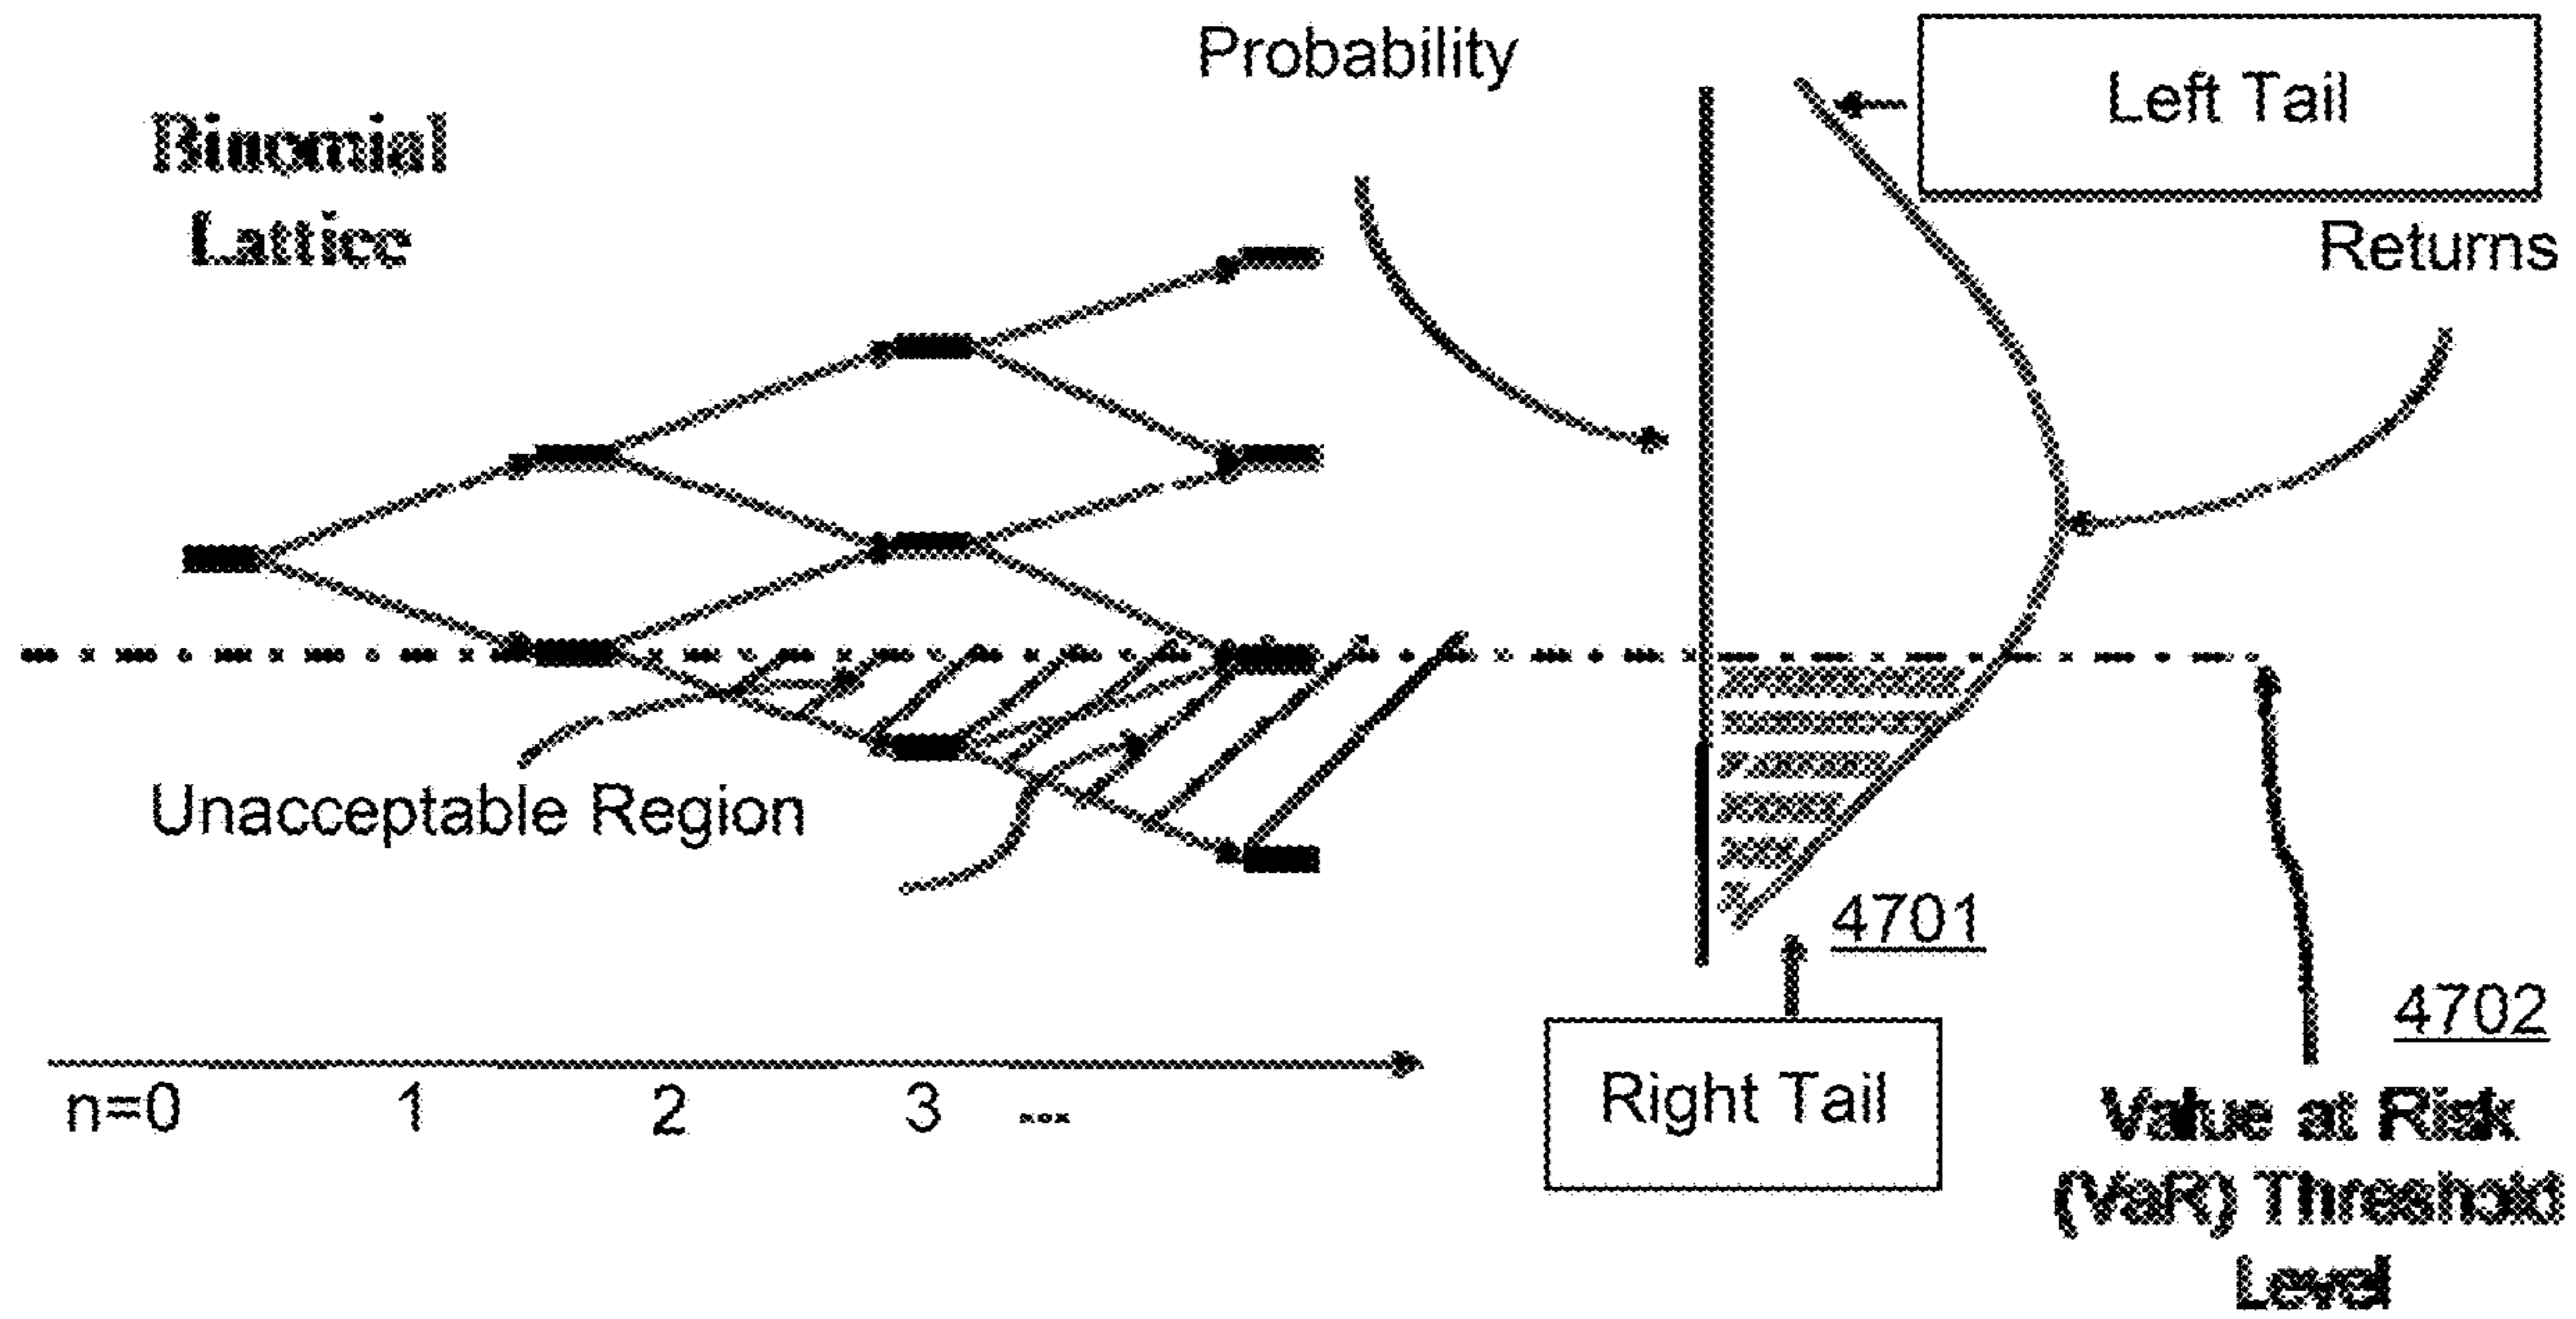 Probability
Left Tail
Binomial
Lattice
Returns
Unacceptable Region
4701
4702
n=0 1 2 3 ...
Right Tail
Value at Risk
(VaR) Threshold
Level